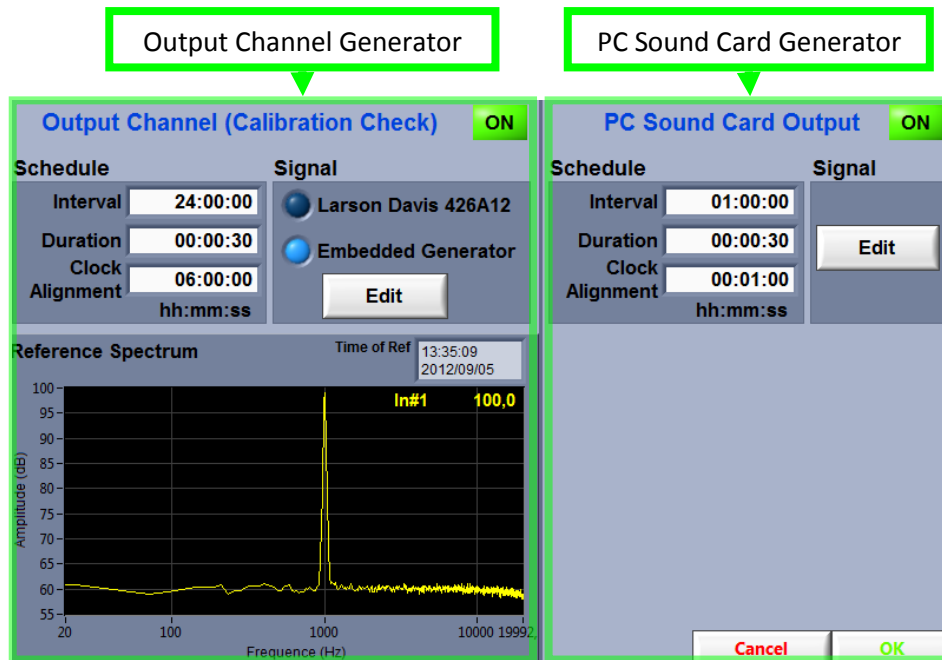 Output Channel Generator
PC Sound Card Generator
Output Channel (Calibration Check)
ON
Schedule
Signal
Interval
24:00:00
Larson Davis 426A12
Duration
00:00:30
Embedded Generator
Clock
Alignment
06:00:00
Edit
hh:mm:ss
Reference Spectrum
Time of Ref
13:35:09
2012/09/05
In#1
100,0
100
95
90
85
80
75
70
65
60
55
Amplitude (dB)
20
100
1000
10000
19992,
Frequence (Hz)
PC Sound Card Output
ON
Schedule
Signal
Interval
01:00:00
Duration
00:00:30
Edit
Clock
Alignment
00:01:00
hh:mm:ss
Cancel
OK